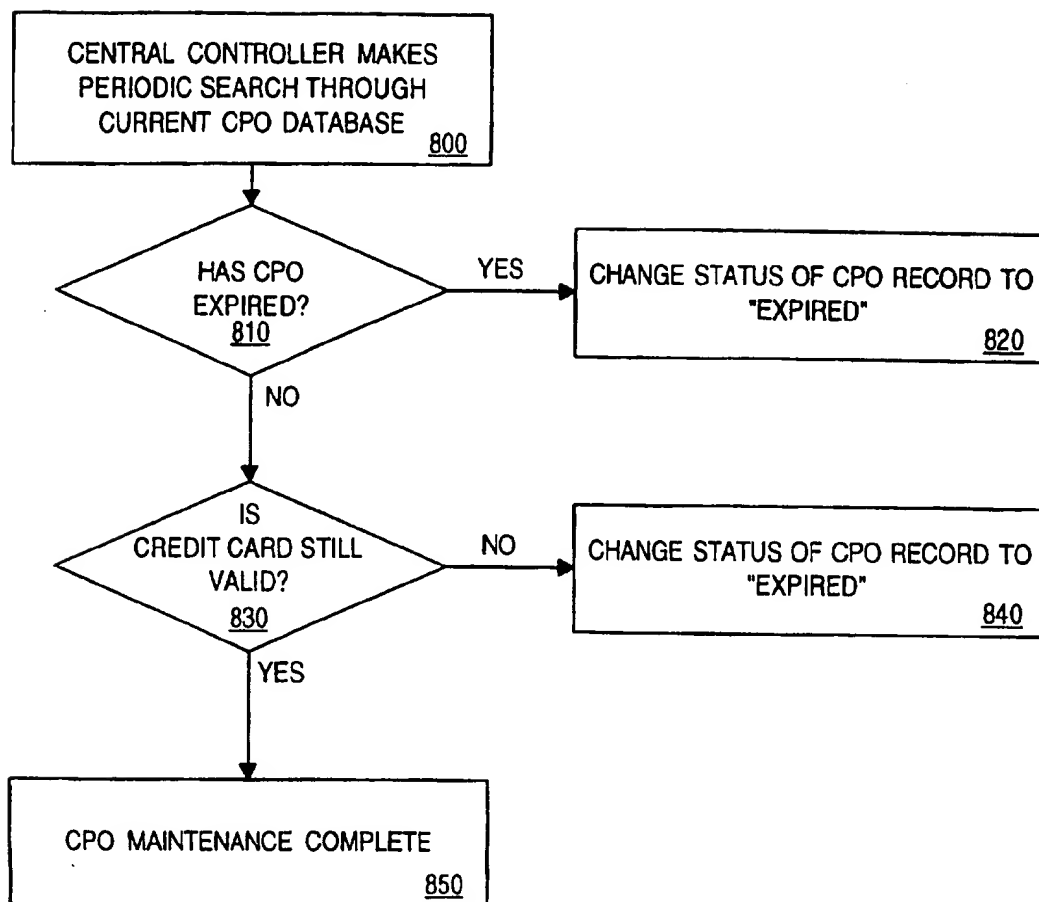 CENTRAL CONTROLLER MAKES
PERIODIC SEARCH THROUGH
CURRENT CPO DATABASE
800
HAS CPO
EXPIRED?
810
YES
CHANGE STATUS OF CPO RECORD TO
"EXPIRED"
820
NO
IS
CREDIT CARD STILL
VALID?
830
NO
CHANGE STATUS OF CPO RECORD TO
"EXPIRED"
840
YES
CPO MAINTENANCE COMPLETE
850